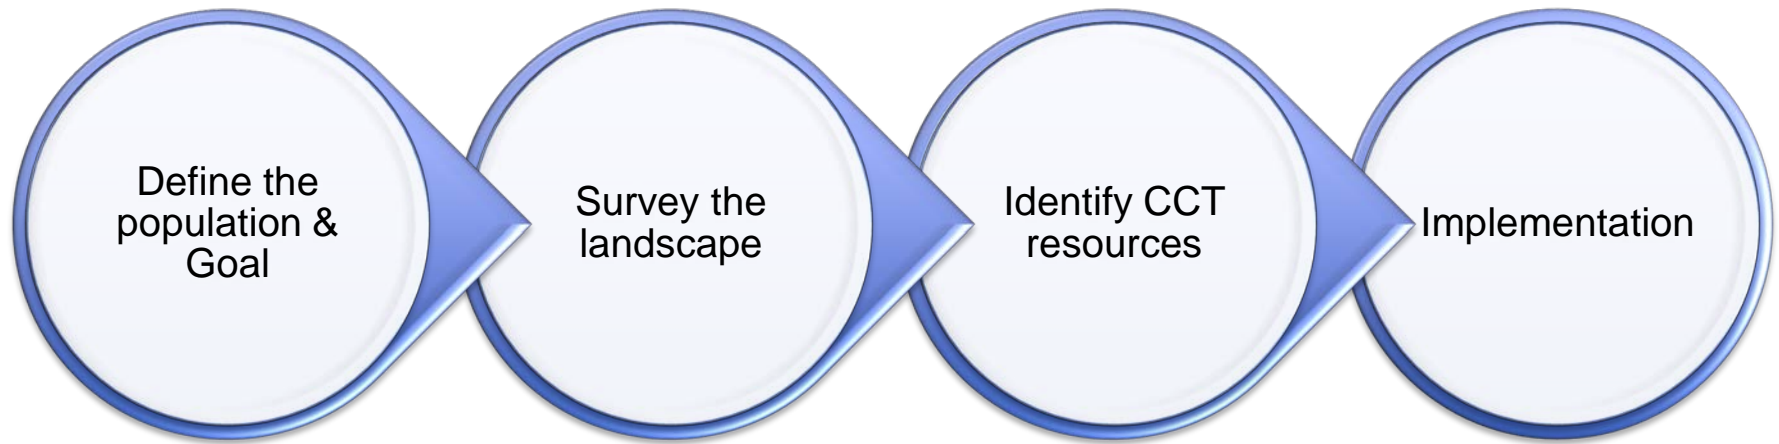 Define the
population &
Goal
Survey the
landscape
Identify CCT
resources
Implementation